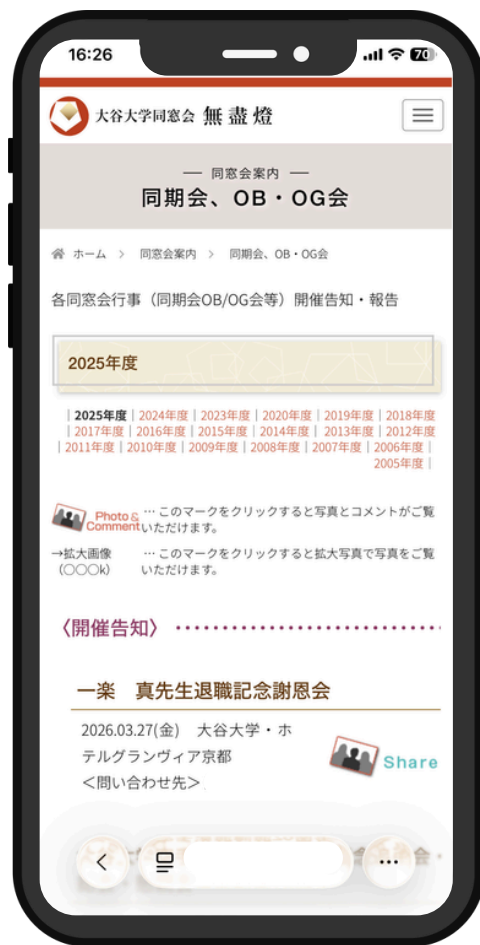 16:26
70
大谷大学同窓会 無盡燈
― 同窓会案内 ―
同期会、OB・OG会
ホーム > 同窓会案内 > 同期会、OB・OG会
各同窓会行事（同期会OB/OG会等）開催告知・報告
2025年度
｜2025年度｜2024年度｜2023年度｜2020年度｜2019年度｜2018年度
｜2017年度｜2016年度｜2015年度｜2014年度｜ 2013年度｜2012年度
｜2011年度｜2010年度｜2009年度｜2008年度｜2007年度｜2006年度｜
2005年度｜
Photo & Comment … このマークをクリックすると写真とコメントがご覧
いただけます。
→拡大画像 … このマークをクリックすると拡大写真で写真をご覧
（○○○k） いただけます。
〈開催告知〉
一楽 真先生退職記念謝恩会
2026.03.27(金) 大谷大学・ホ
テルグランヴィア京都
＜問い合わせ先＞
Share